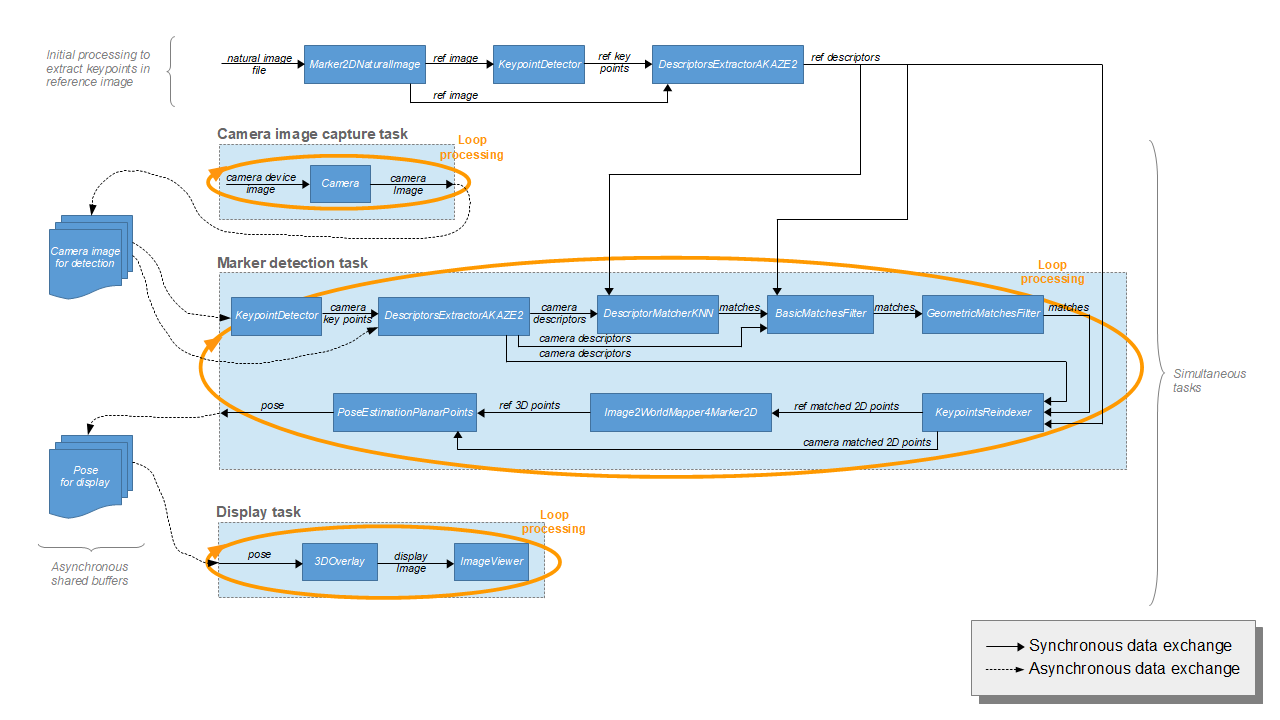 Initial processing to
extract keypoints in
reference image
natural image
file
Marker2DNaturalImage
ref image
KeypointDetector
ref key
points
DescriptorsExtractorAKAZE2
ref descriptors
ref image
Camera image capture task
Loop
processing
camera device
image
Camera
camera
Image
Camera image
for detection
Marker detection task
Loop
processing
KeypointDetector
camera
key points
DescriptorsExtractorAKAZE2
camera
descriptors
DescriptorMatcherKNN
matches
BasicMatchesFilter
matches
GeometricMatchesFilter
matches
camera descriptors
camera descriptors
Simultaneous
tasks
pose
PoseEstimationPlanarPoints
ref 3D points
Image2WorldMapper4Marker2D
ref matched 2D points
KeypointsReindexer
camera matched 2D points
Pose
for display
Display task
Loop
processing
pose
3DOverlay
display
Image
ImageViewer
Asynchronous
shared buffers
Synchronous data exchange
Asynchronous data exchange